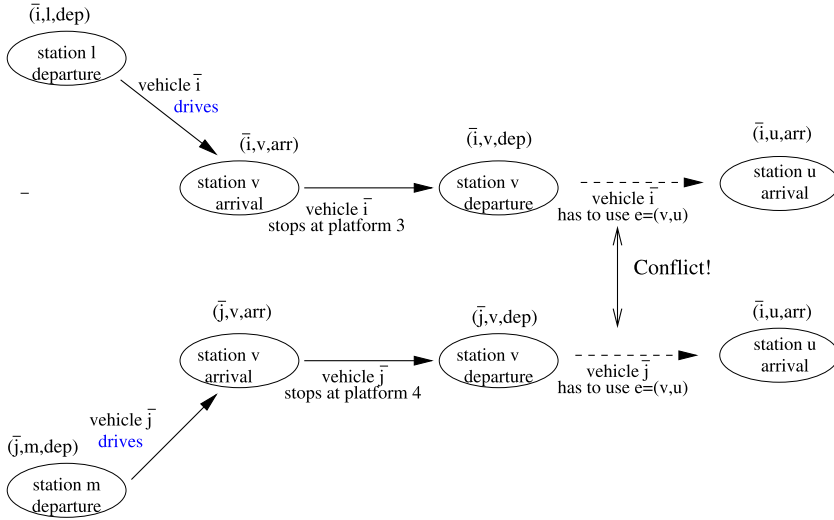 (i̅,l,dep)
station l
departure
vehicle i̅
drives
(i̅,v,arr)
station v
arrival
vehicle i̅
stops at platform 3
(i̅,v,dep)
station v
departure
vehicle i̅
has to use e=(v,u)
(i̅,u,arr)
station u
arrival
Conflict!
(j̅,v,arr)
station v
arrival
vehicle j̅
stops at platform 4
(j̅,v,dep)
station v
departure
vehicle j̅
has to use e=(v,u)
(i̅,u,arr)
station u
arrival
vehicle j̅
drives
(j̅,m,dep)
station m
departure